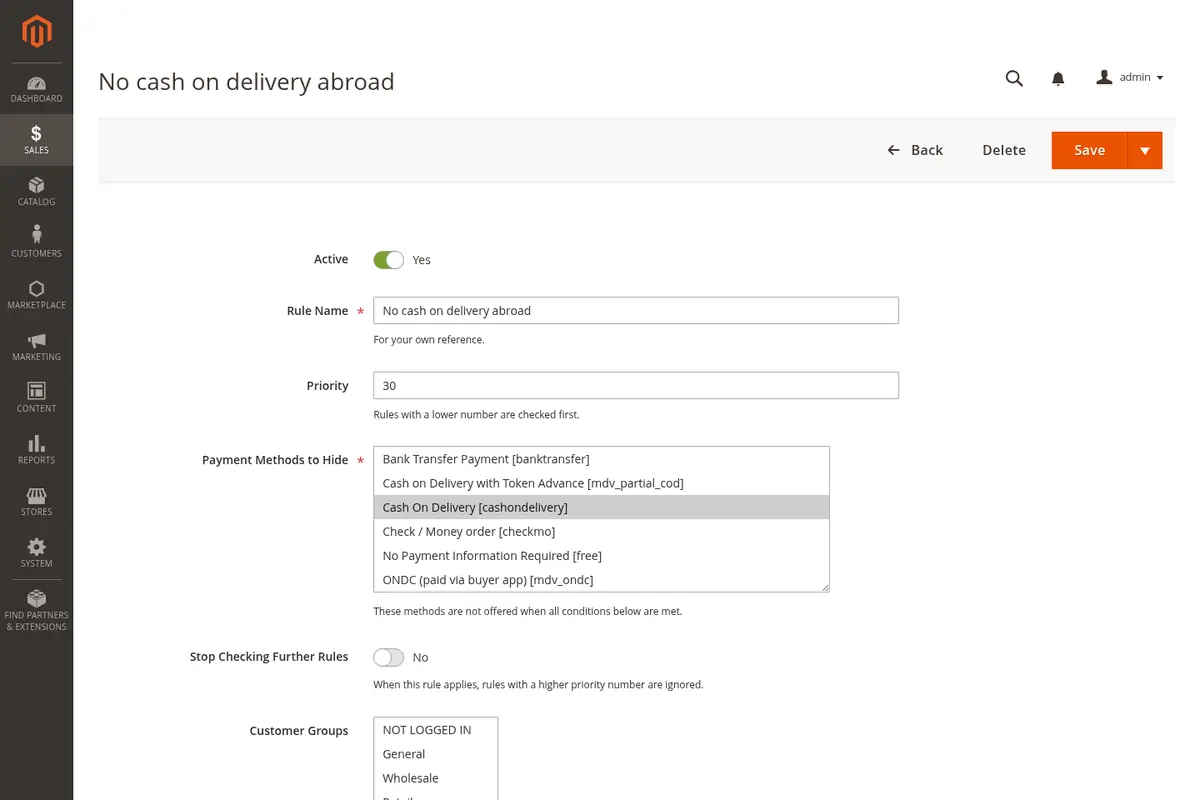 No cash on delivery abroad
admin
DASHBOARD
SALES
CATALOG
CUSTOMERS
MARKETPLACE
MARKETING
CONTENT
REPORTS
STORES
SYSTEM
FIND PARTNERS
& EXTENSIONS
Back
Delete
Save
Active
Yes
Rule Name *
No cash on delivery abroad
For your own reference.
Priority
30
Rules with a lower number are checked first.
Payment Methods to Hide *
Bank Transfer Payment [banktransfer]
Cash on Delivery with Token Advance [mdv_partial_cod]
Cash On Delivery [cashondelivery]
Check / Money order [checkmo]
No Payment Information Required [free]
ONDC (paid via buyer app) [mdv_ondc]
These methods are not offered when all conditions below are met.
Stop Checking Further Rules
No
When this rule applies, rules with a higher priority number are ignored.
Customer Groups
NOT LOGGED IN
General
Wholesale